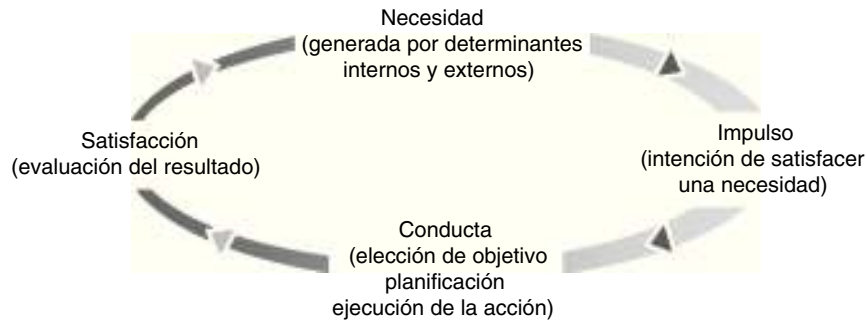 Necesidad
(generada por determinantes
internos y externos)
Impulso
(intención de satisfacer
una necesidad)
Conducta
(elección de objetivo
planificación
ejecución de la acción)
Satisfacción
(evaluación del resultado)